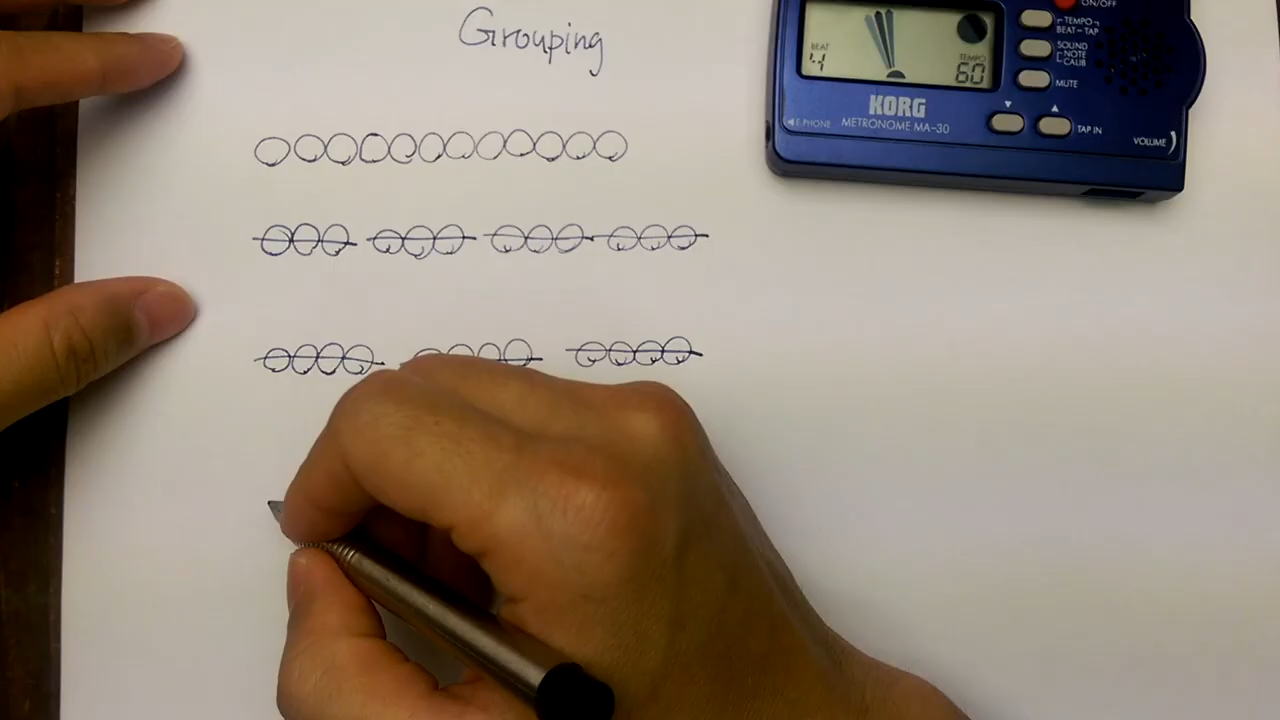 Grouping
ON/OFF
TEMPO
BEAT TAP
SOUND
NOTE
CALIB
MUTE
BEAT
4
TEMPO
60
KORG
E.PHONE
METRONOME MA-30
TAP IN
VOLUME